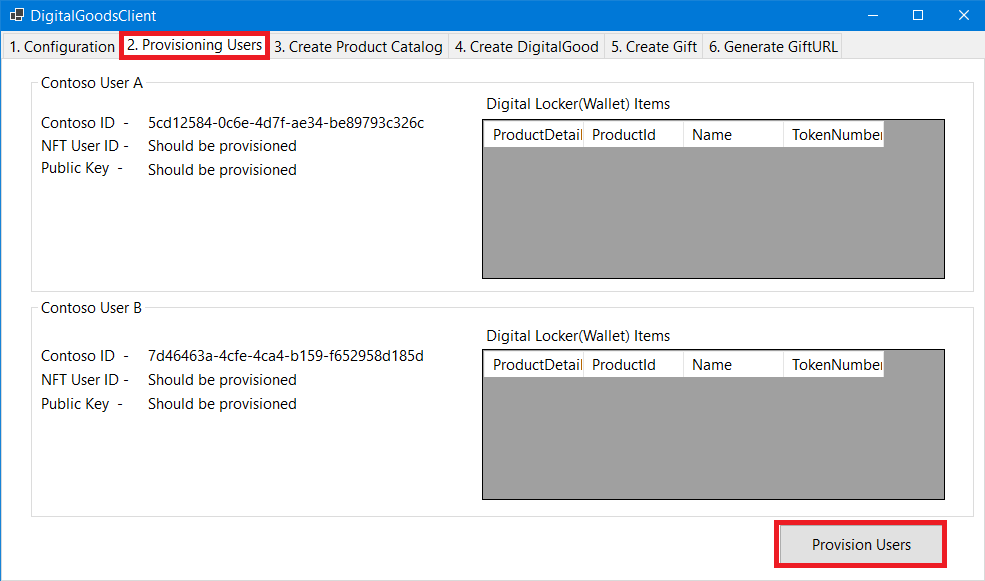 DigitalGoodsClient
1. Configuration 2. Provisioning Users 3. Create Product Catalog 4. Create DigitalGood 5. Create Gift 6. Generate GiftURL
Contoso User A
Digital Locker(Wallet) Items
Contoso ID - 5cd12584-0c6e-4d7f-ae34-be89793c326c
ProductDetail ProductId Name TokenNumber
NFT User ID - Should be provisioned
Public Key - Should be provisioned
Contoso User B
Digital Locker(Wallet) Items
Contoso ID - 7d46463a-4cfe-4ca4-b159-f652958d185d
ProductDetail ProductId Name TokenNumber
NFT User ID - Should be provisioned
Public Key - Should be provisioned
Provision Users